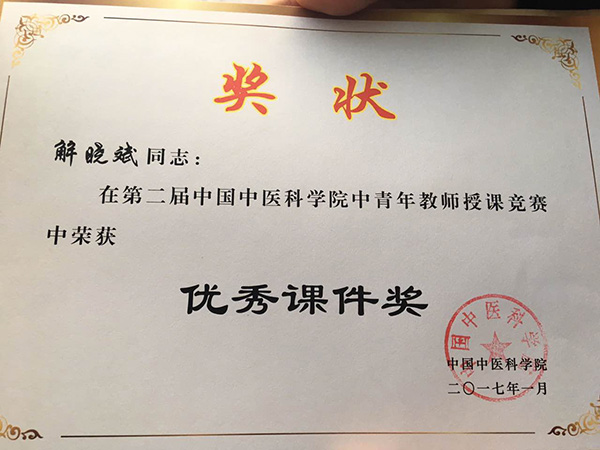 奖状
解晓斌同志：
在第二届中国中医科学院中青年教师授课竞赛
中荣获
优秀课件奖
中国中医科学院
中国中医科学院
二〇一七年一月